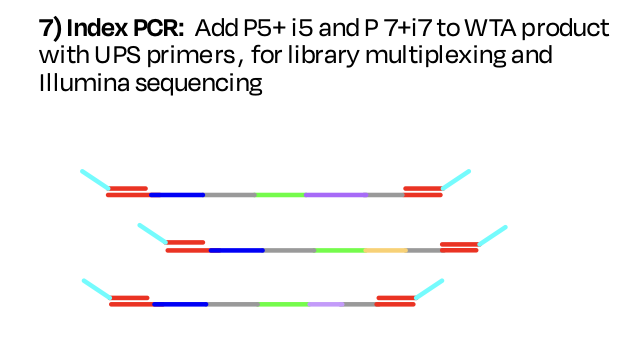 7) Index PCR: Add P5+ i5 and P 7+i7 to WTA product
with UPS primers, for library multiplexing and
Illumina sequencing